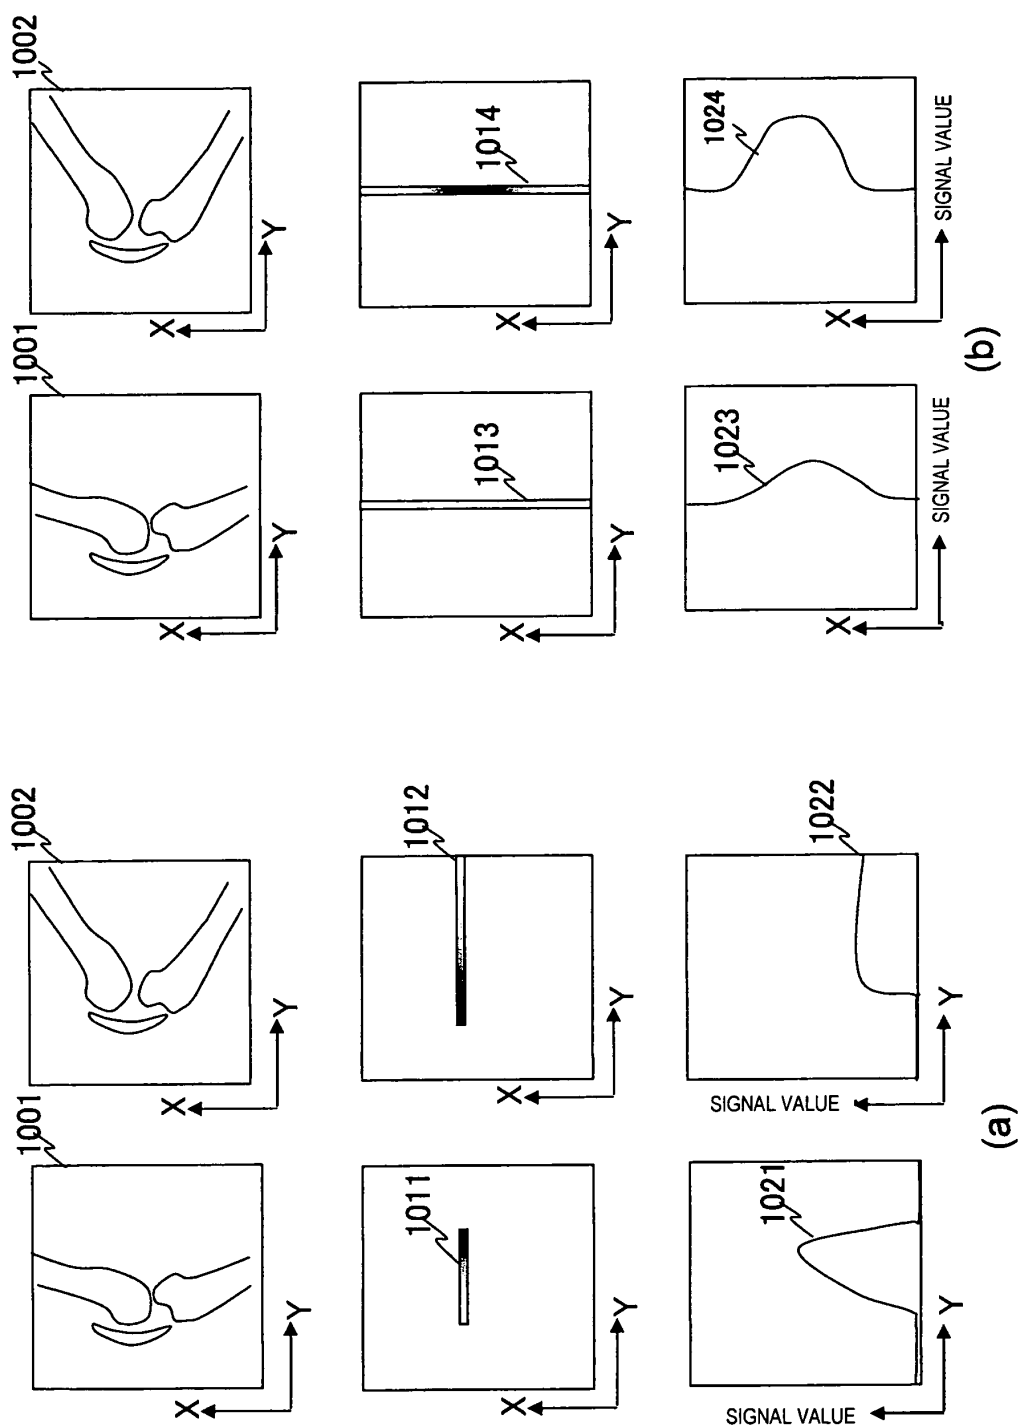 1001
1002
1001
1002
X
Y
X
Y
X
Y
X
Y
1011
1012
1013
1014
X
Y
X
Y
X
Y
X
Y
1021
1022
1023
1024
SIGNAL VALUE
Y
SIGNAL VALUE
Y
X
SIGNAL VALUE
X
SIGNAL VALUE
(a)
(b)